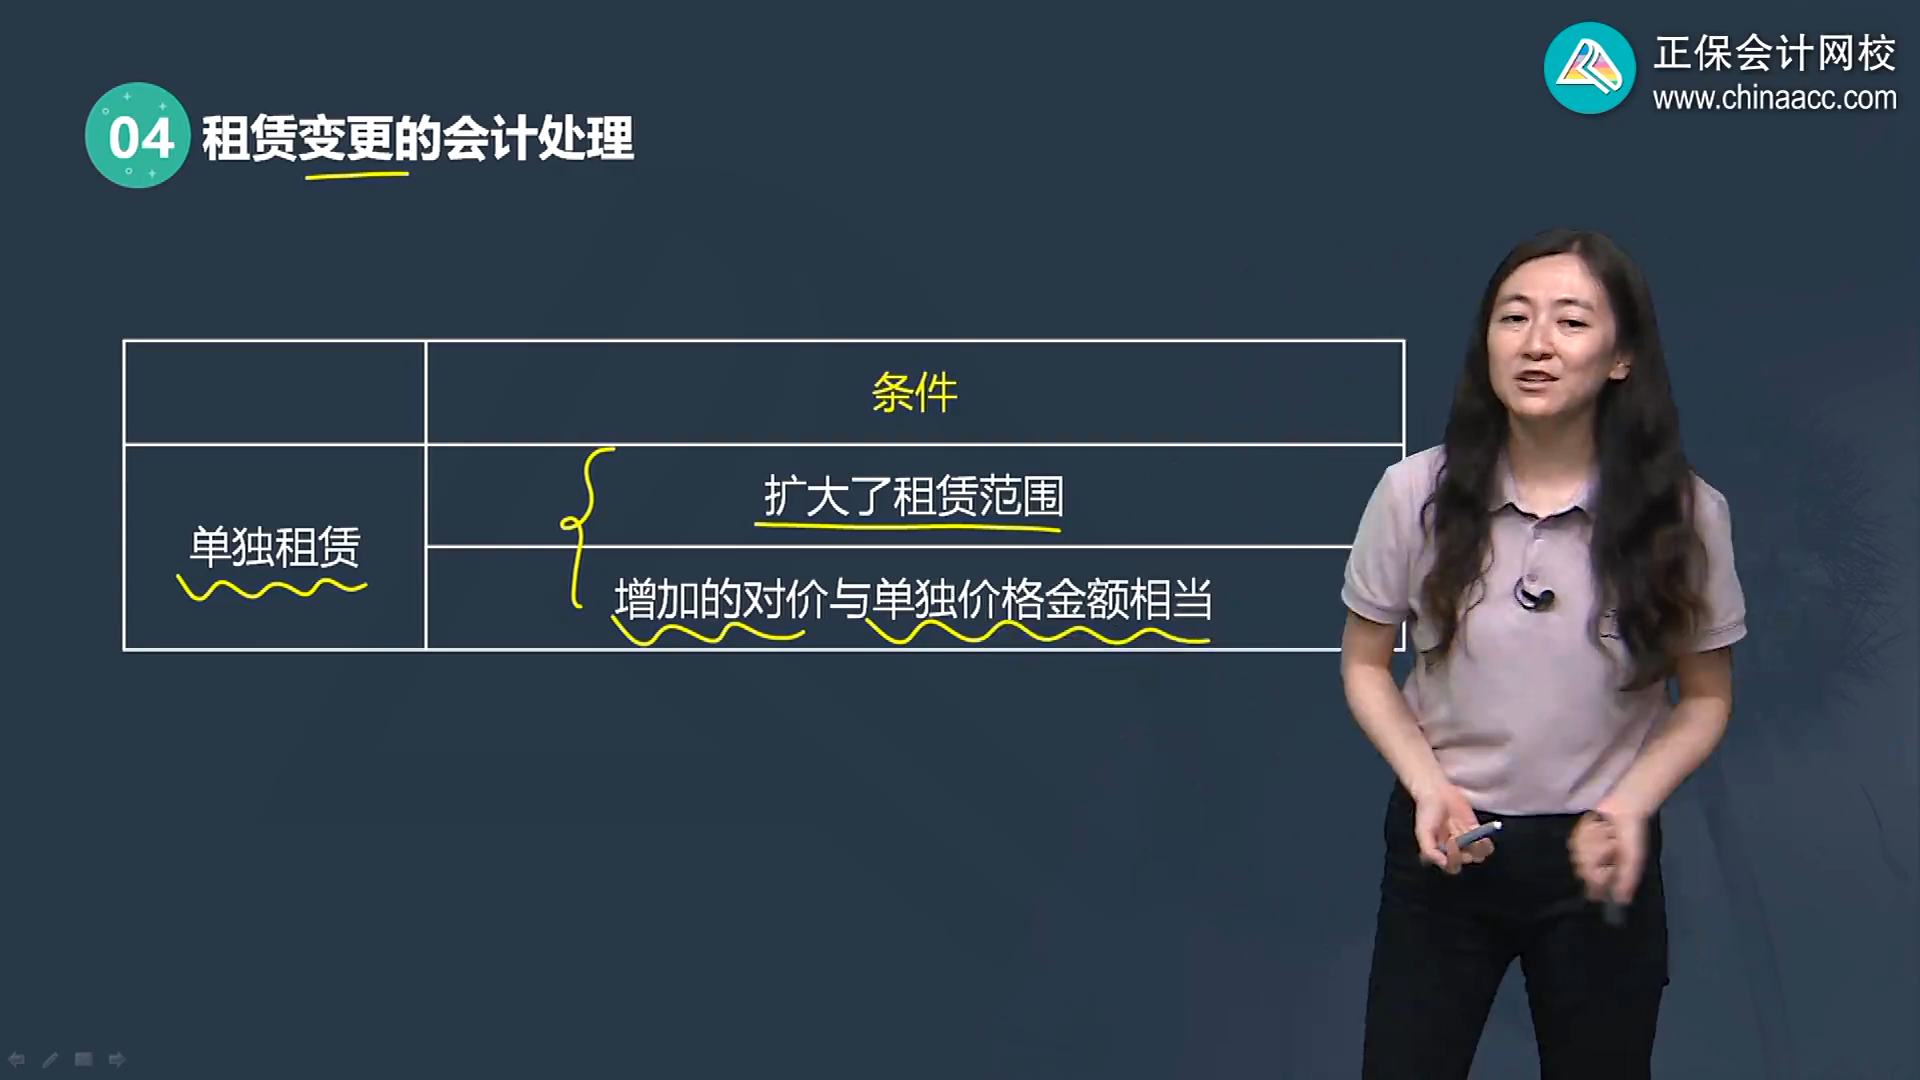 正保会计网校
www.chinaacc.com
04 租赁变更的会计处理
条件
单独租赁
扩大了租赁范围
增加的对价与单独价格金额相当